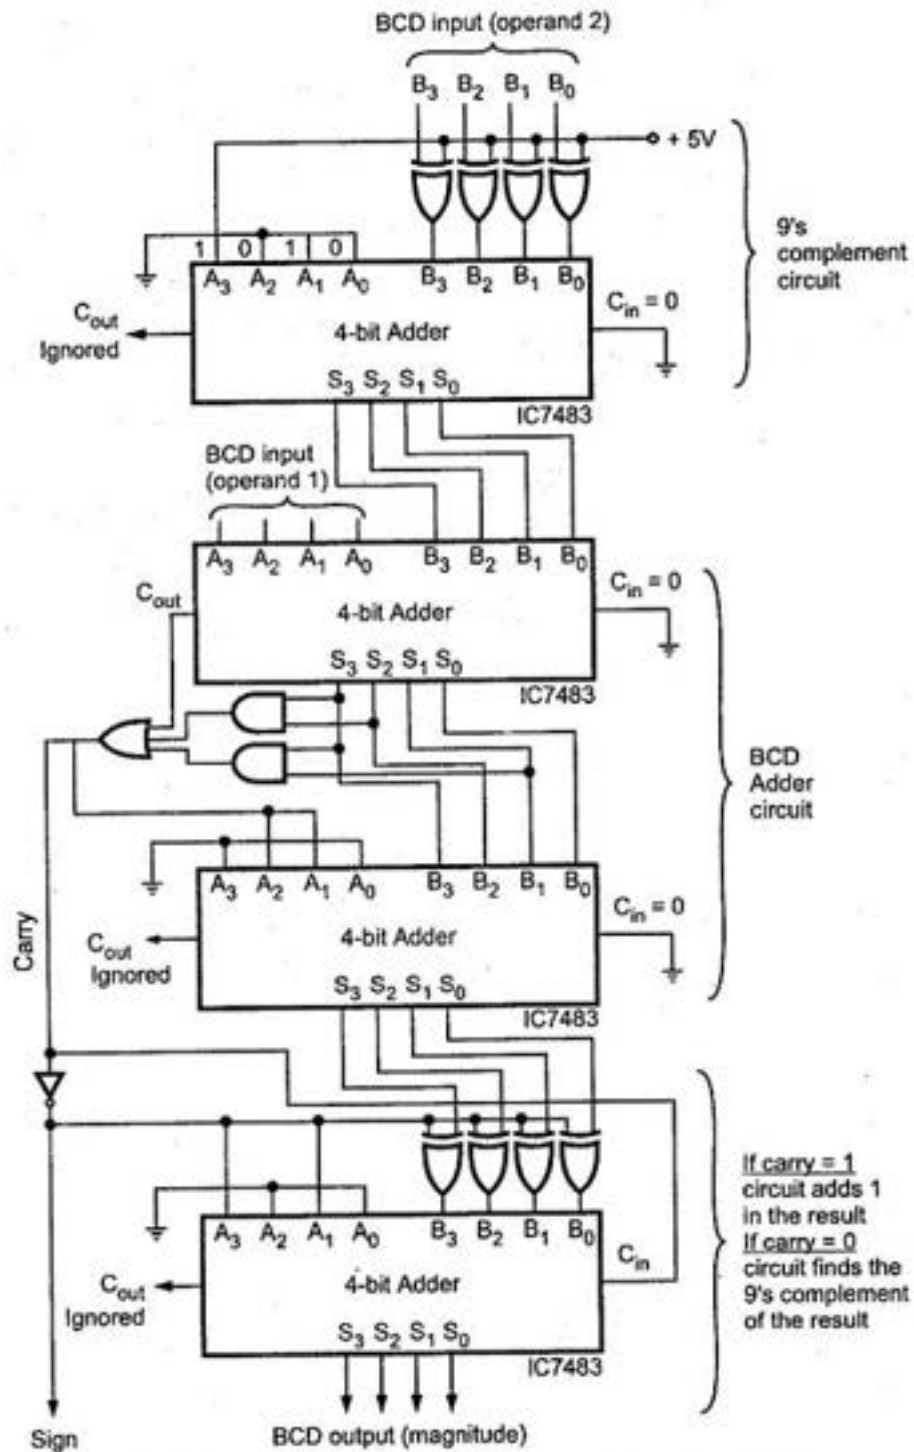 BCD input (operand 2)
B₃ B₂ B₁ B₀
+ 5V
9's
complement
circuit
1 0 1 0
A₃ A₂ A₁ A₀ B₃ B₂ B₁ B₀
Cout
Ignored
4-bit Adder
Cin = 0
S₃ S₂ S₁ S₀
IC7483
BCD input
(operand 1)
A₃ A₂ A₁ A₀ B₃ B₂ B₁ B₀
Cout
4-bit Adder
Cin = 0
S₃ S₂ S₁ S₀
IC7483
BCD
Adder
circuit
A₃ A₂ A₁ A₀ B₃ B₂ B₁ B₀
Carry
Cout
Ignored
4-bit Adder
Cin = 0
S₃ S₂ S₁ S₀
IC7483
If carry = 1
circuit adds 1
in the result
If carry = 0
circuit finds the
9's complement
of the result
A₃ A₂ A₁ A₀ B₃ B₂ B₁ B₀
Cout
Ignored
4-bit Adder
Cin
S₃ S₂ S₁ S₀
IC7483
Sign
BCD output (magnitude)